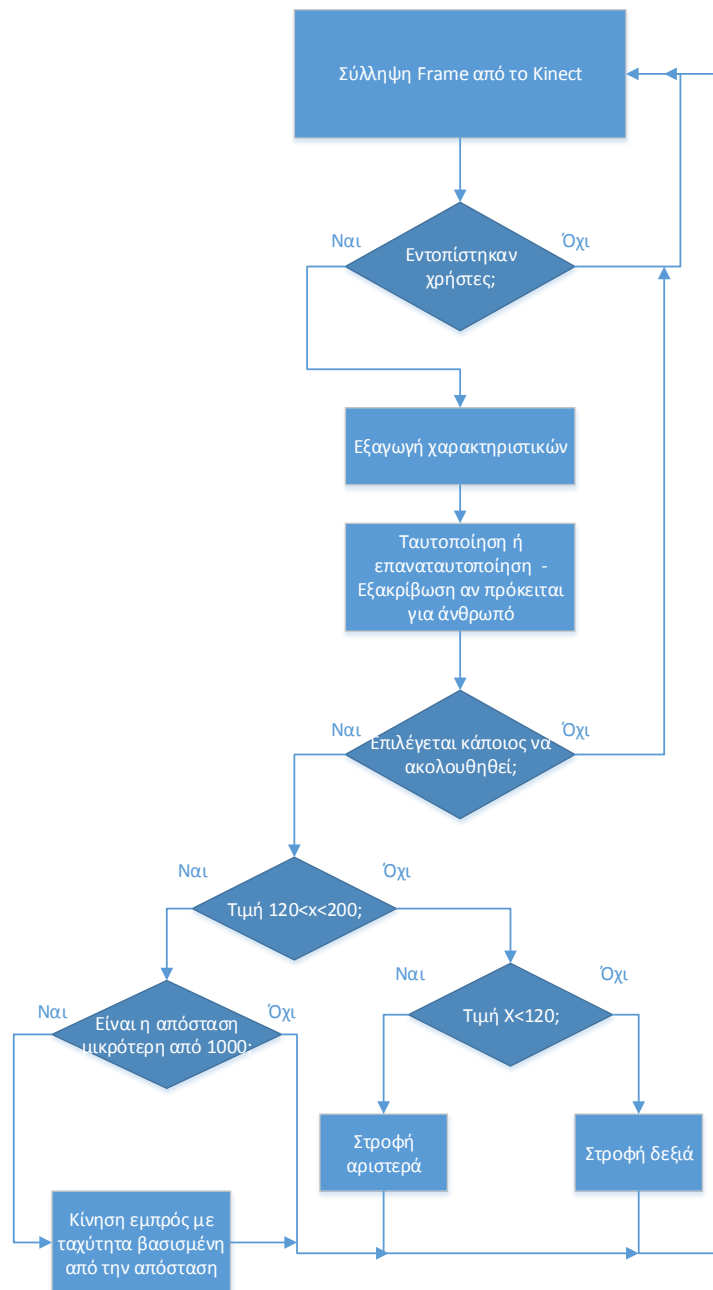 Σύλληψη Frame από το Kinect
Ναι
Όχι
Εντοπίστηκαν
χρήστες;
Εξαγωγή χαρακτηριστικών
Ταυτοποίηση ή
επαναταυτοποίηση -
Εξακρίβωση αν πρόκειται
για άνθρωπό
Ναι
Όχι
Επιλέγεται κάποιος να
ακολουθηθεί;
Ναι
Όχι
Τιμή 120<x<200;
Ναι
Όχι
Τιμή X<120;
Ναι
Όχι
Είναι η απόσταση
μικρότερη από 1000;
Στροφή
αριστερά
Στροφή δεξιά
Κίνηση εμπρός με
ταχύτητα βασισμένη
από την απόσταση